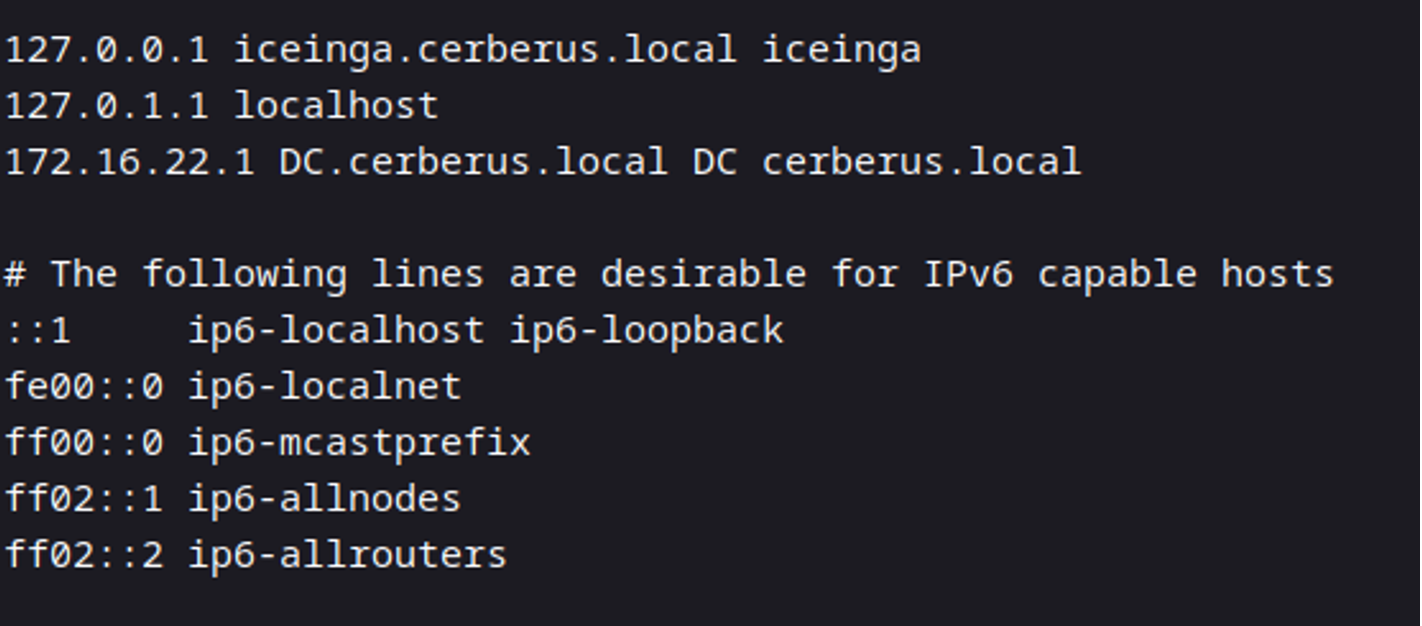 127.0.0.1 iceinga.cerberus.local iceinga
127.0.1.1 localhost
172.16.22.1 DC.cerberus.local DC cerberus.local
# The following lines are desirable for IPv6 capable hosts
::1     ip6-localhost ip6-loopback
fe00::0 ip6-localnet
ff00::0 ip6-mcastprefix
ff02::1 ip6-allnodes
ff02::2 ip6-allrouters